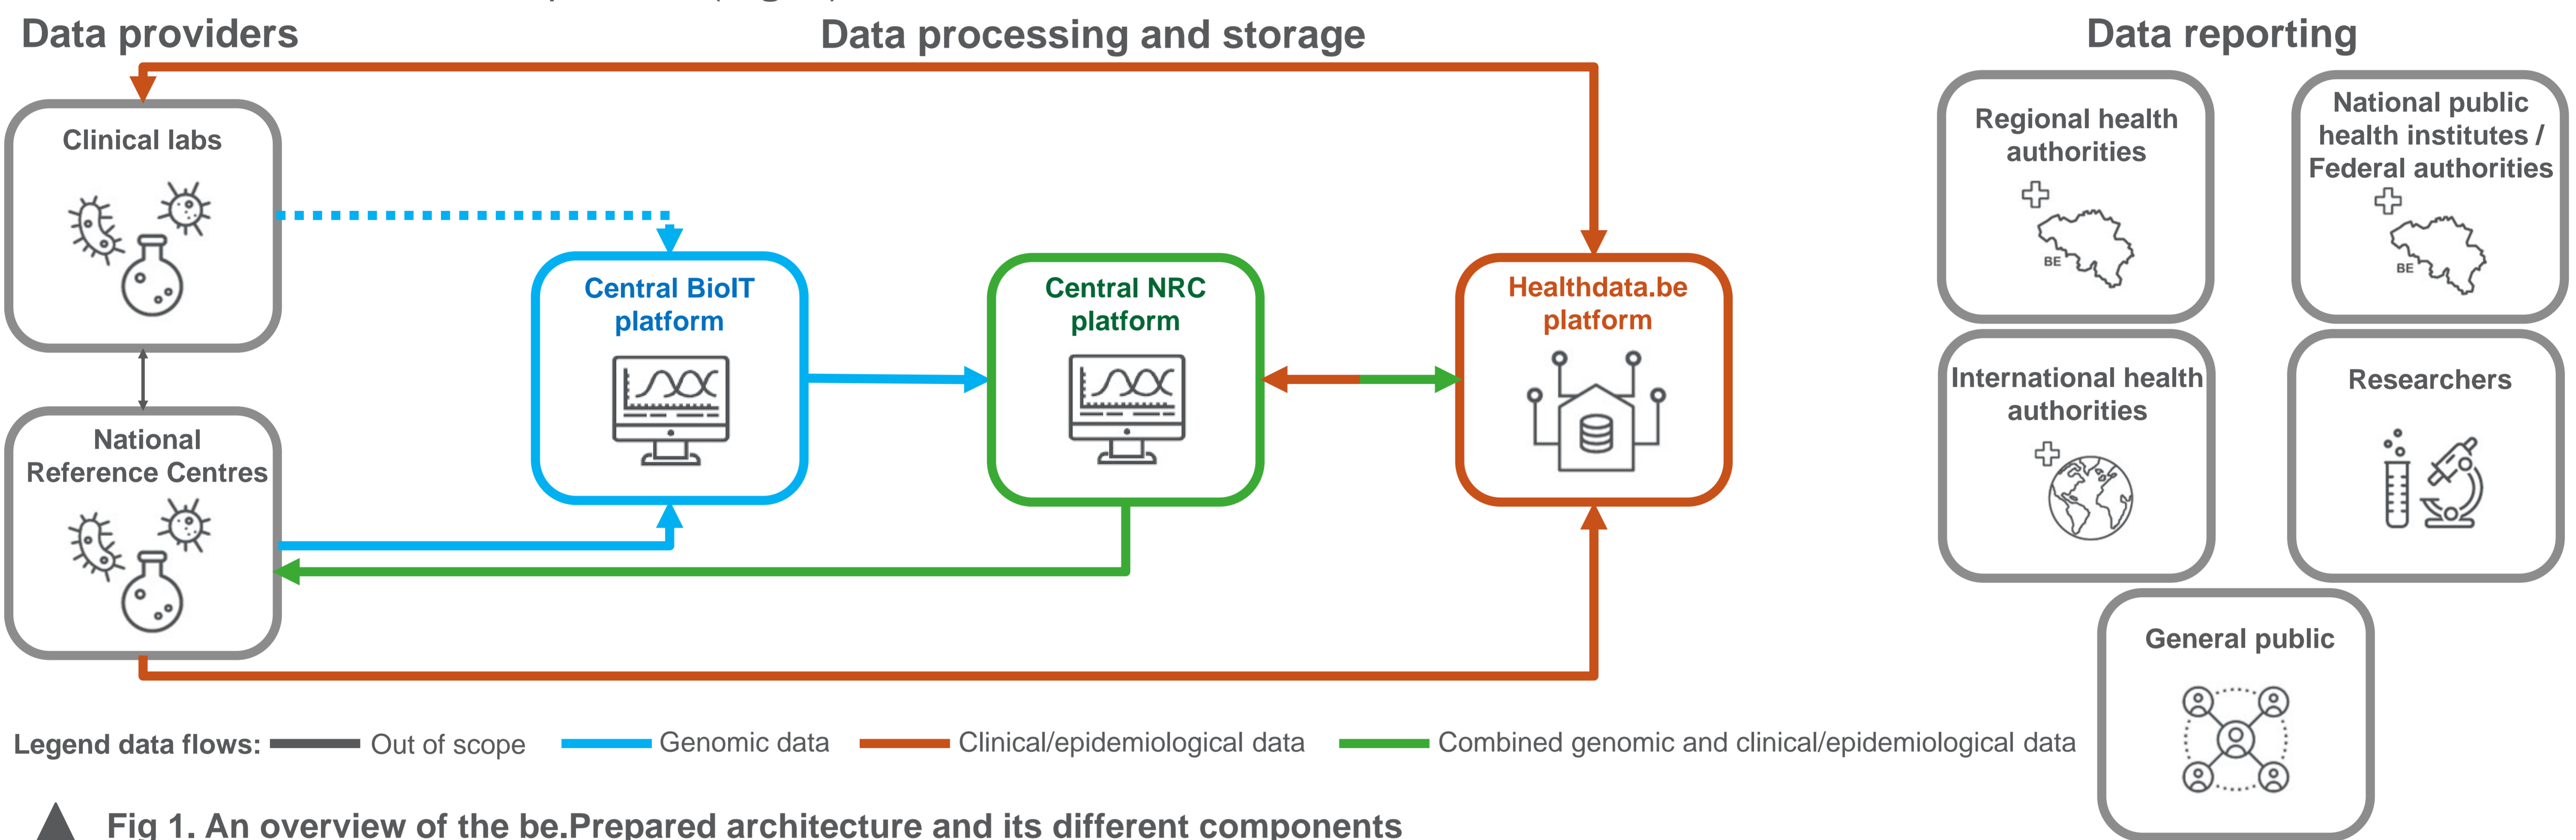 Data providers
Data processing and storage
Data reporting
Clinical labs
National
Reference Centres
Central BioIT
platform
Central NRC
platform
Healthdata.be
platform
Regional health
authorities
BE
National public
health institutes /
Federal authorities
BE
International health
authorities
Researchers
General public
Legend data flows:
Out of scope
Genomic data
Clinical/epidemiological data
Combined genomic and clinical/epidemiological data
Fig 1. An overview of the be.Prepared architecture and its different components